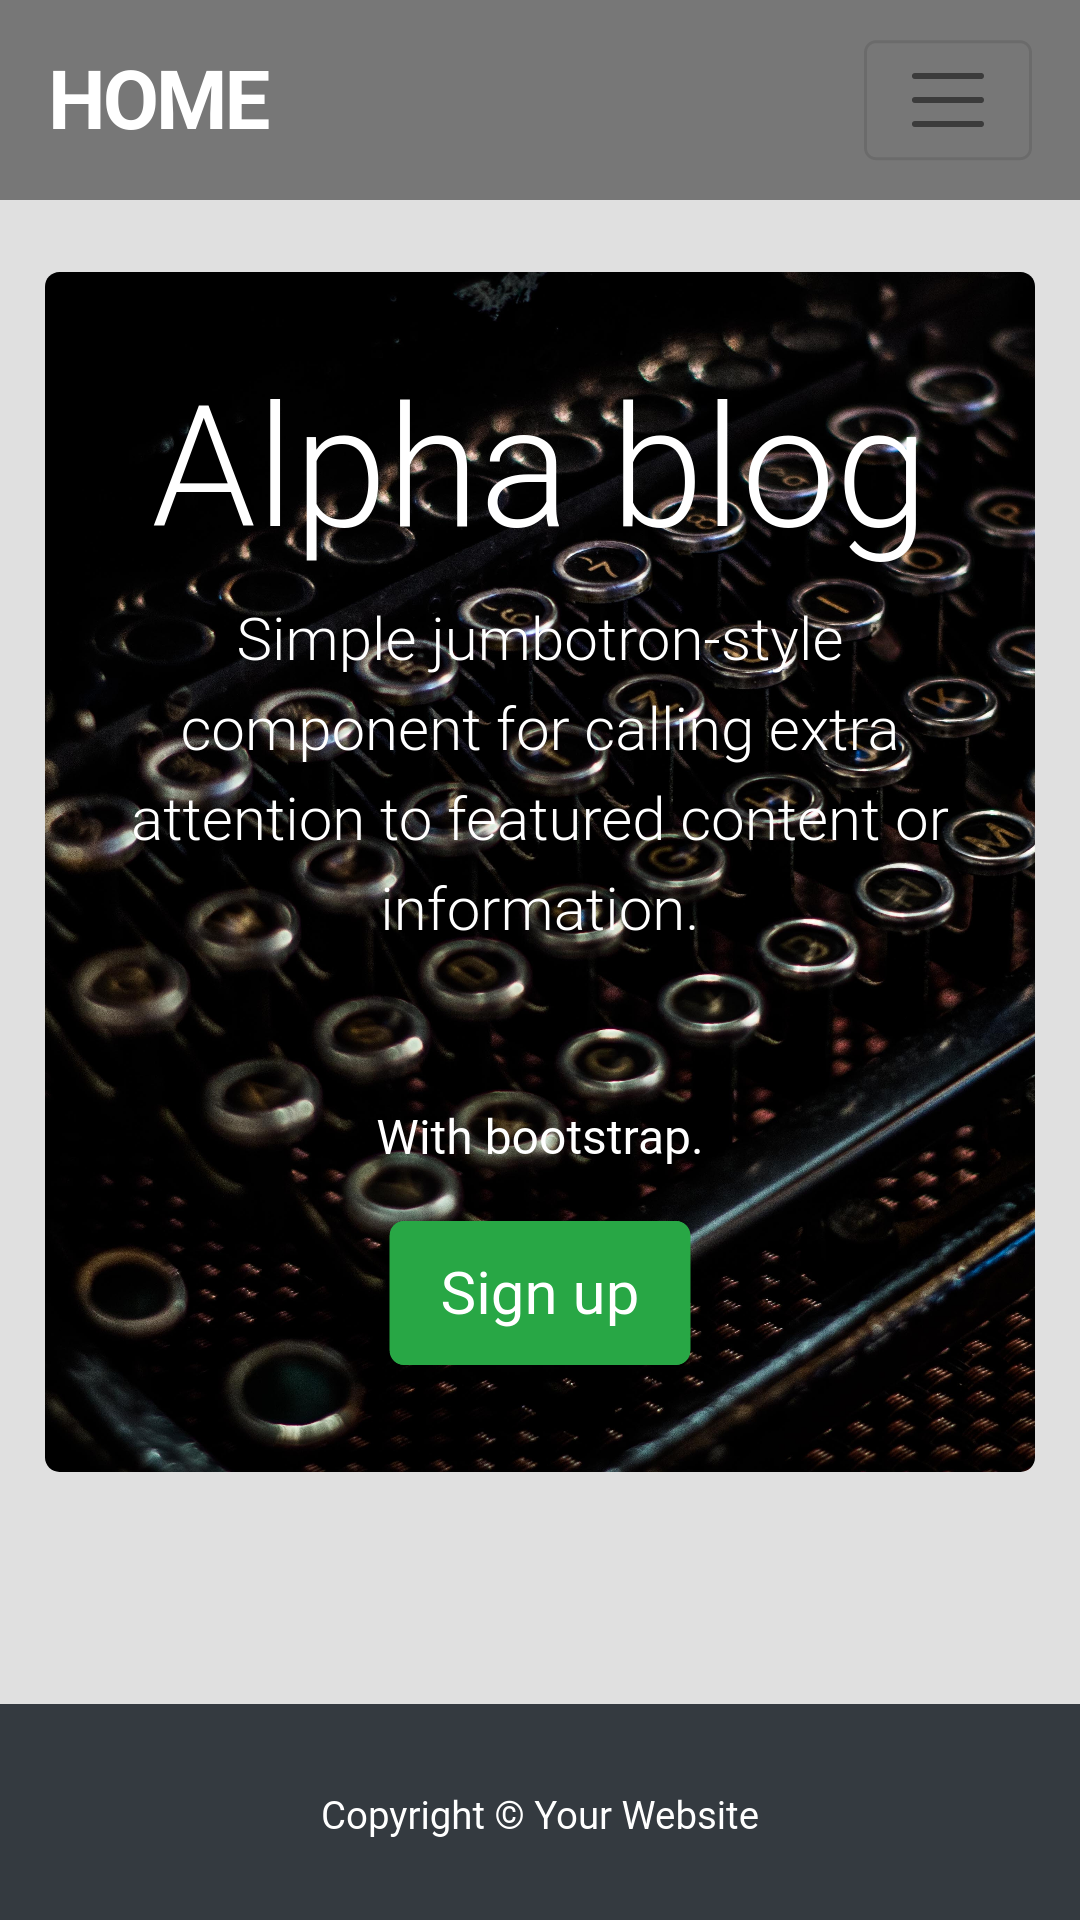 HOME
Alpha blog
Simple jumbotron-style
component for calling extra
attention to featured content or
information.
With bootstrap.
Sign up
Copyright © Your Website